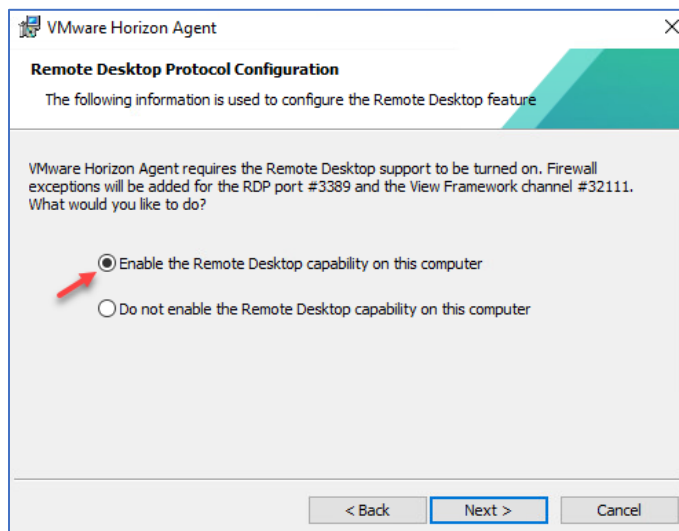 VMware Horizon Agent
Remote Desktop Protocol Configuration
The following information is used to configure the Remote Desktop feature
VMware Horizon Agent requires the Remote Desktop support to be turned on. Firewall
exceptions will be added for the RDP port #3389 and the View Framework channel #32111.
What would you like to do?
Enable the Remote Desktop capability on this computer
Do not enable the Remote Desktop capability on this computer
< Back
Next >
Cancel